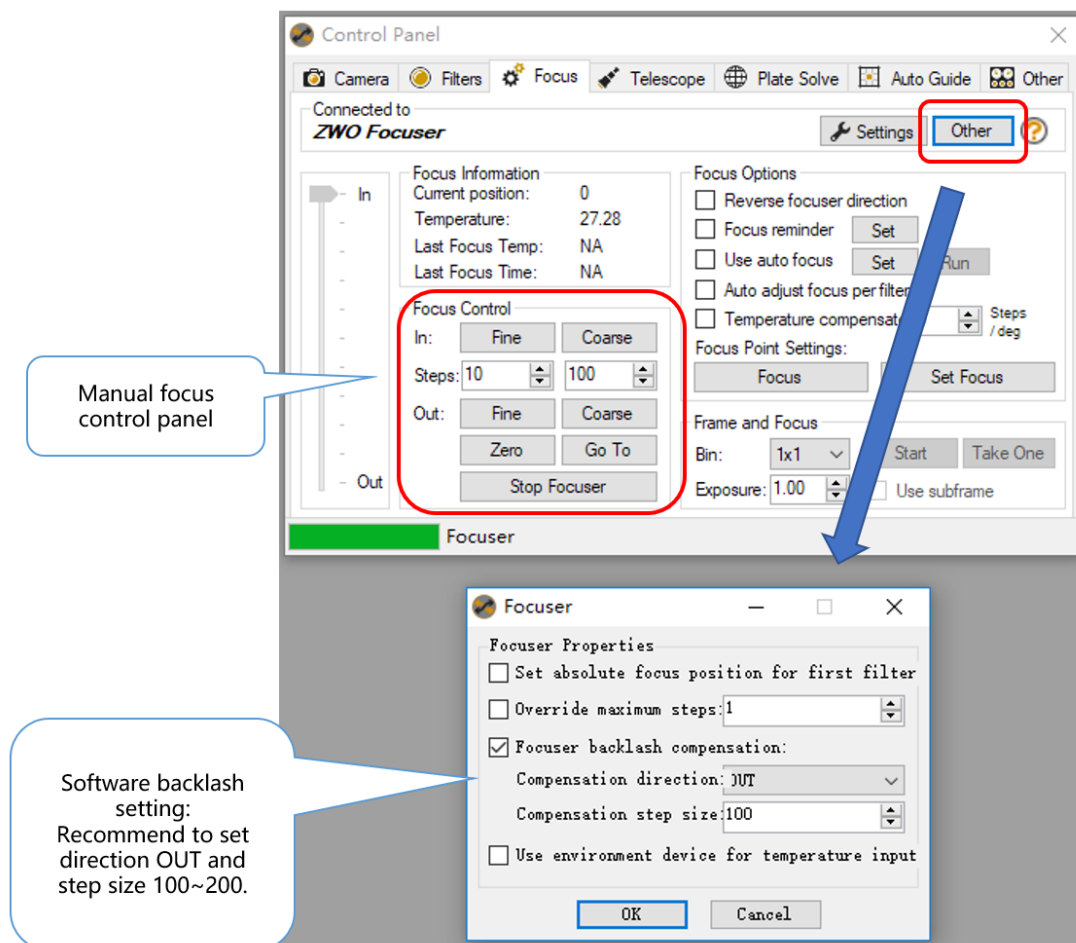 Control Panel
Camera Filters Focus Telescope Plate Solve Auto Guide Other
Connected to
ZWO Focuser
Settings Other
In
Out
Focus Information
Current position: 0
Temperature: 27.28
Last Focus Temp: NA
Last Focus Time: NA
Focus Control
In: Fine Coarse
Steps: 10 100
Out: Fine Coarse
Zero Go To
Stop Focuser
Focus Options
Reverse focuser direction
Focus reminder Set
Use auto focus Set Run
Auto adjust focus per filter
Steps
/ deg
Focus Point Settings:
Focus Set Focus
Frame and Focus
Bin: 1x1 Start Take One
Exposure: 1.00 Use subframe
Focuser
Manual focus
control panel
Focuser
Focuser Properties
Set absolute focus position for first filter
Override maximum steps: 1
Focuser backlash compensation:
Compensation direction: OUT
Compensation step size: 100
Use environment device for temperature input
OK Cancel
Software backlash
setting:
Recommend to set
direction OUT and
step size 100~200.